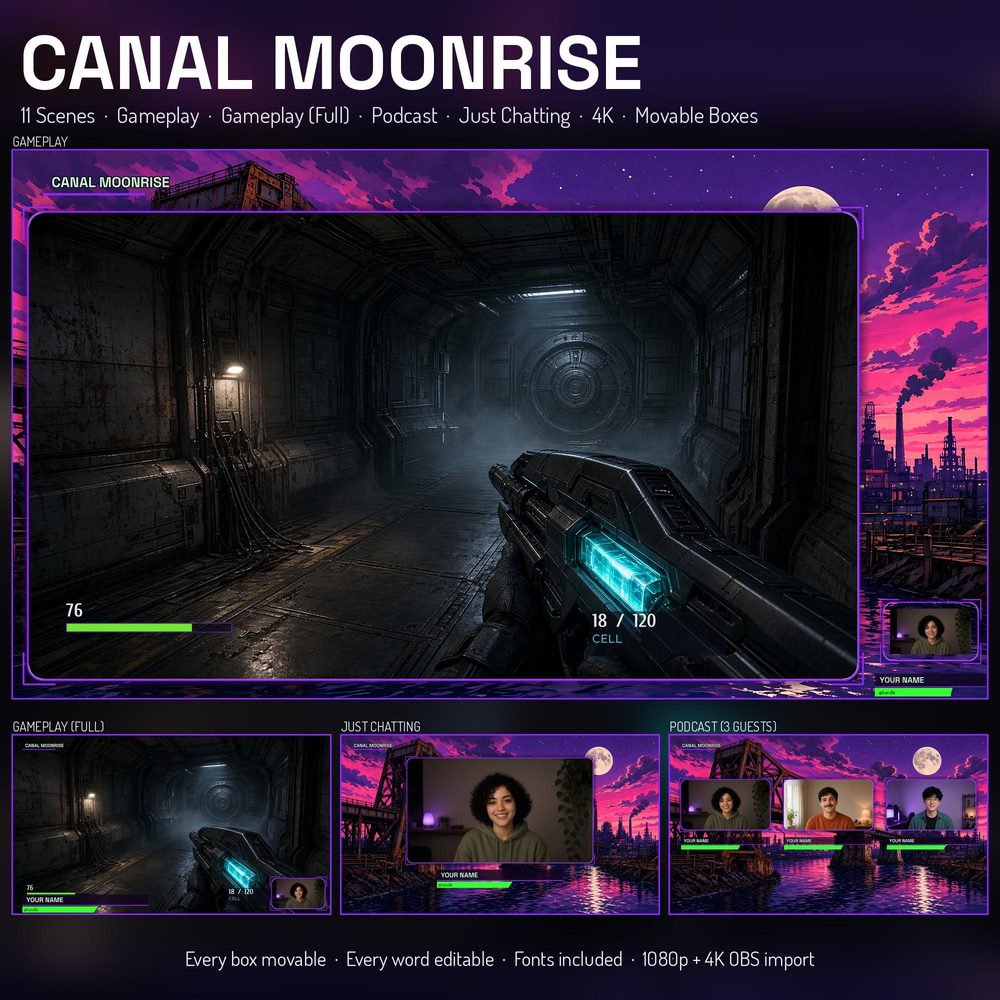 CANAL MOONRISE
11 Scenes · Gameplay · Gameplay (Full) · Podcast · Just Chatting · 4K · Movable Boxes
GAMEPLAY
CANAL MOONRISE
76
18 / 120
CELL
YOUR NAME
@handle
GAMEPLAY (FULL)
JUST CHATTING
PODCAST (3 GUESTS)
CANAL MOONRISE
CANAL MOONRISE
CANAL MOONRISE
76
18 / 120
CELL
YOUR NAME
@handle
YOUR NAME
@handle
YOUR NAME
YOUR NAME
YOUR NAME
Every box movable · Every word editable · Fonts included · 1080p + 4K OBS import